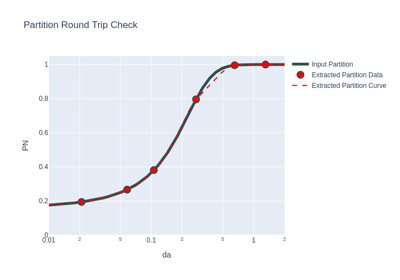 Partition Round Trip Check
Input Partition
Extracted Partition Data
Extracted Partition Curve
PN
1
0.8
0.6
0.4
0.2
0
0.01 2 5 0.1 2 5 1 2
da